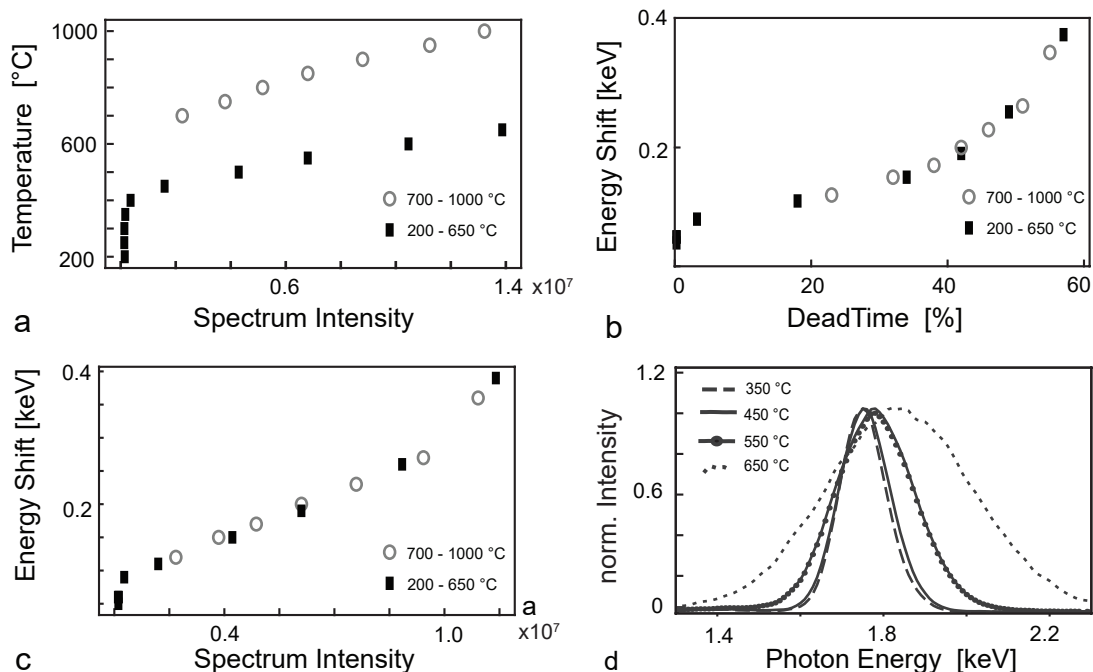 1000
600
200
Temperature [°C]
700 - 1000 °C
200 - 650 °C
0.6
1.4 x10⁷
a
Spectrum Intensity
0.4
0.2
Energy Shift [keV]
700 - 1000 °C
200 - 650 °C
0
20
40
60
b
DeadTime [%]
0.4
0.2
Energy Shift [keV]
700 - 1000 °C
200 - 650 °C
a
0.4
1.0
x10⁷
c
Spectrum Intensity
1.2
0.6
0
norm. Intensity
350 °C
450 °C
550 °C
650 °C
1.4
1.8
2.2
d
Photon Energy [keV]